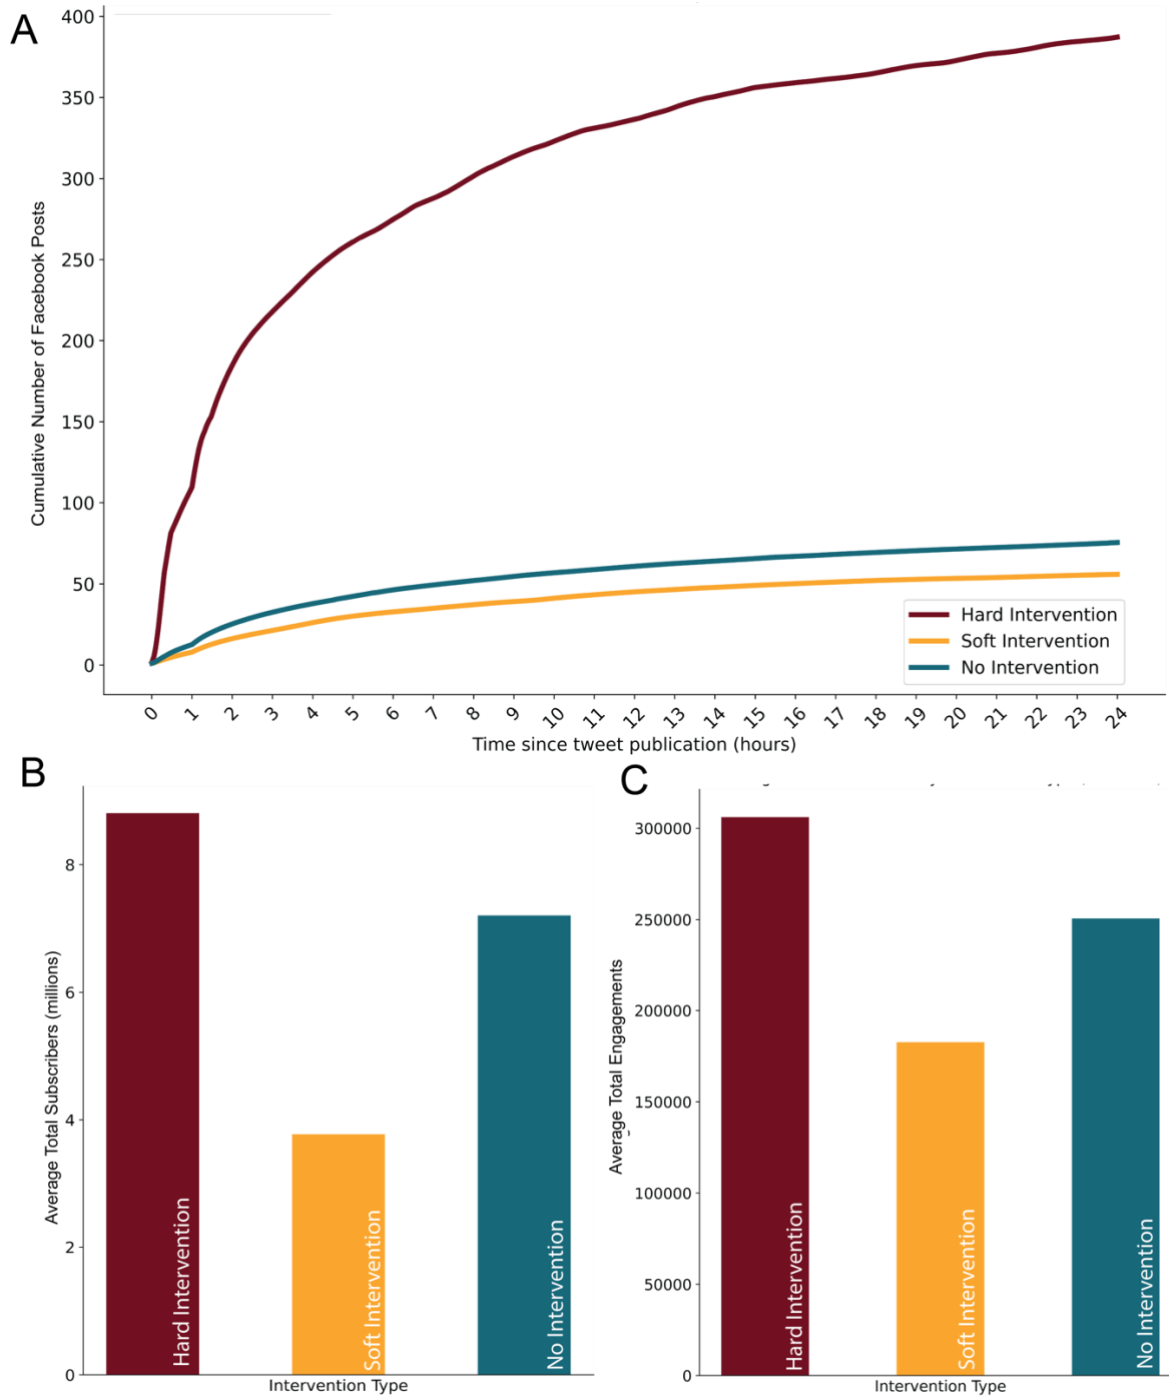 A
400
350
300
250
200
150
100
50
0
Cumulative Number of Facebook Posts
Hard Intervention
Soft Intervention
No Intervention
0 1 2 3 4 5 6 7 8 9 10 11 12 13 14 15 16 17 18 19 20 21 22 23 24
Time since tweet publication (hours)
B
8
6
4
2
0
Average Total Subscribers (millions)
Hard Intervention
Soft Intervention
No Intervention
Intervention Type
C
300000
250000
200000
150000
100000
50000
0
Average Total Engagements
Hard Intervention
Soft Intervention
No Intervention
Intervention Type